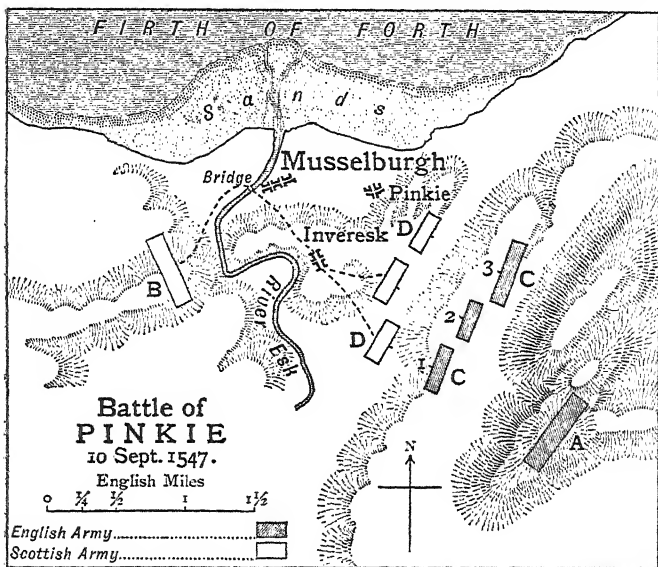 FIRTH OF FORTH
Sands
Bridge
Musselburgh
Pinkie
Inveresk
D
B
3
C
2
D
1
C
River Esk
A
Battle of
PINKIE
10 Sept. 1547.
English Miles
0 ¼ ½ 1 1½
N
English Army
Scottish Army